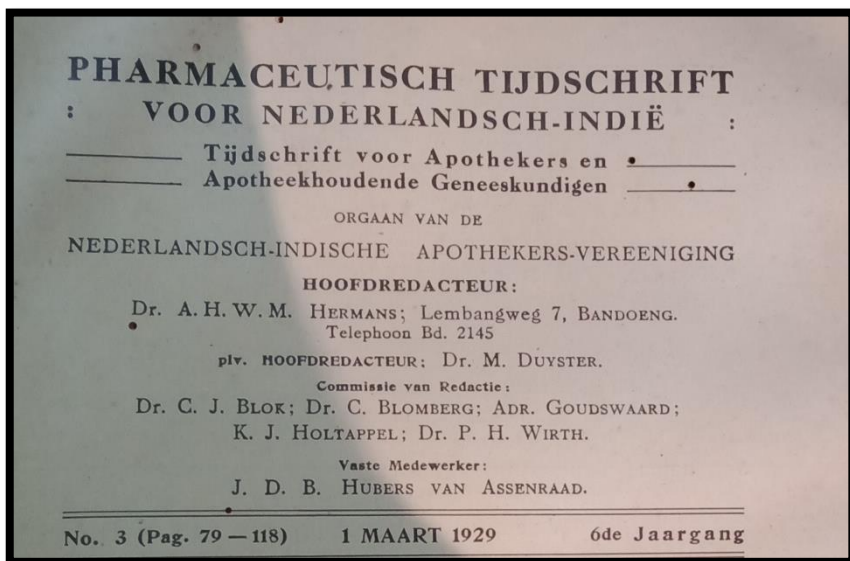 PHARMACEUTISCH TIJDSCHRIFT
: VOOR NEDERLANDSCH-INDIË :
Tijdschrift voor Apothekers en
Apotheekhoudende Geneeskundigen
ORGAAN VAN DE
NEDERLANDSCH-INDISCHE APOTHEKERS-VEREENIGING
HOOFDREDACTEUR:
Dr. A. H. W. M. HERMANS; Lembangweg 7, BANDOENG.
Telephoon Bd. 2145
plv. HOOFDREDACTEUR: Dr. M. DUYSTER.
Commissie van Redactie:
Dr. C. J. BLOK; Dr. C. BLOMBERG; ADR. GOUDSWAARD;
K. J. HOLTAPPEL; Dr. P. H. WIRTH.
Vaste Medewerker:
J. D. B. HUBERS VAN ASSENRAAD.
No. 3 (Pag. 79 — 118) 1 MAART 1929 6de Jaargang